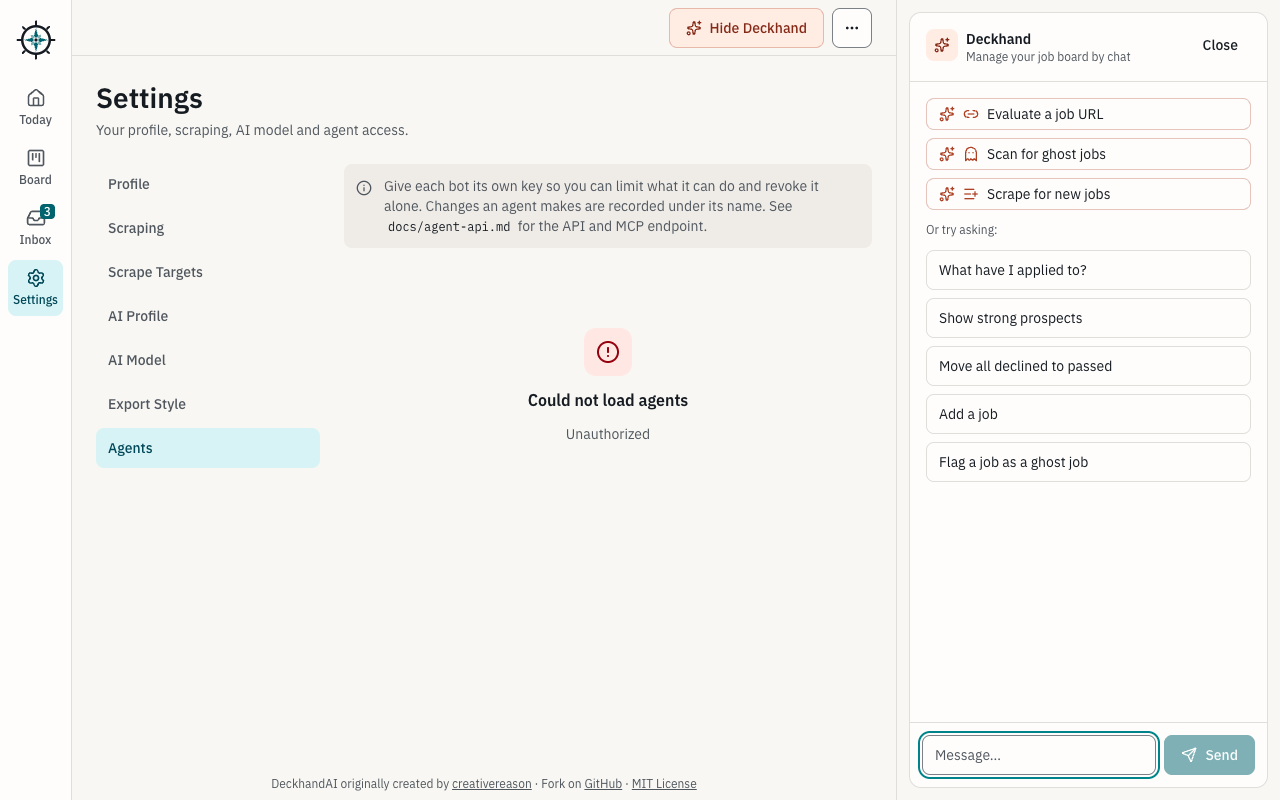 Today
Board
3
Inbox
Settings
Hide Deckhand
Settings
Your profile, scraping, AI model and agent access.
Profile
Scraping
Scrape Targets
AI Profile
AI Model
Export Style
Agents
Give each bot its own key so you can limit what it can do and revoke it
alone. Changes an agent makes are recorded under its name. See
docs/agent-api.md for the API and MCP endpoint.
Could not load agents
Unauthorized
DeckhandAI originally created by creativereason · Fork on GitHub · MIT License
Deckhand
Manage your job board by chat
Close
Evaluate a job URL
Scan for ghost jobs
Scrape for new jobs
Or try asking:
What have I applied to?
Show strong prospects
Move all declined to passed
Add a job
Flag a job as a ghost job
Message...
Send